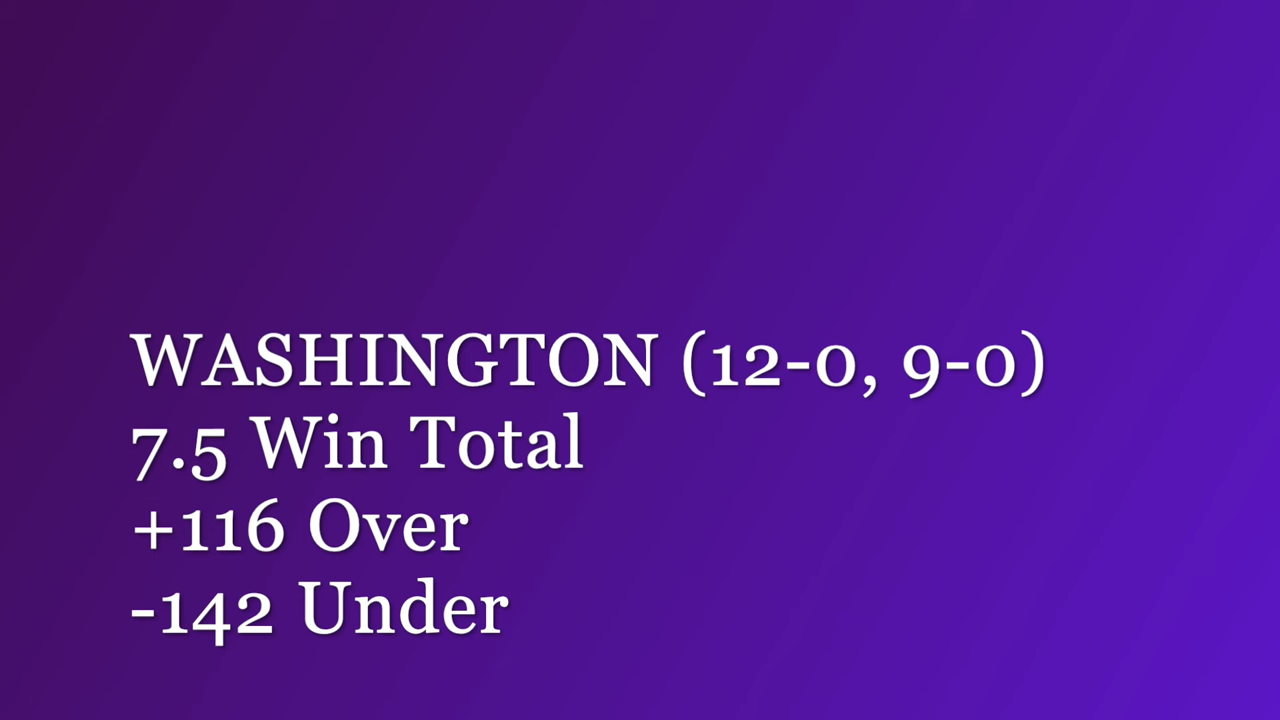 WASHINGTON (12-0, 9-0)
7.5 Win Total
+116 Over
-142 Under